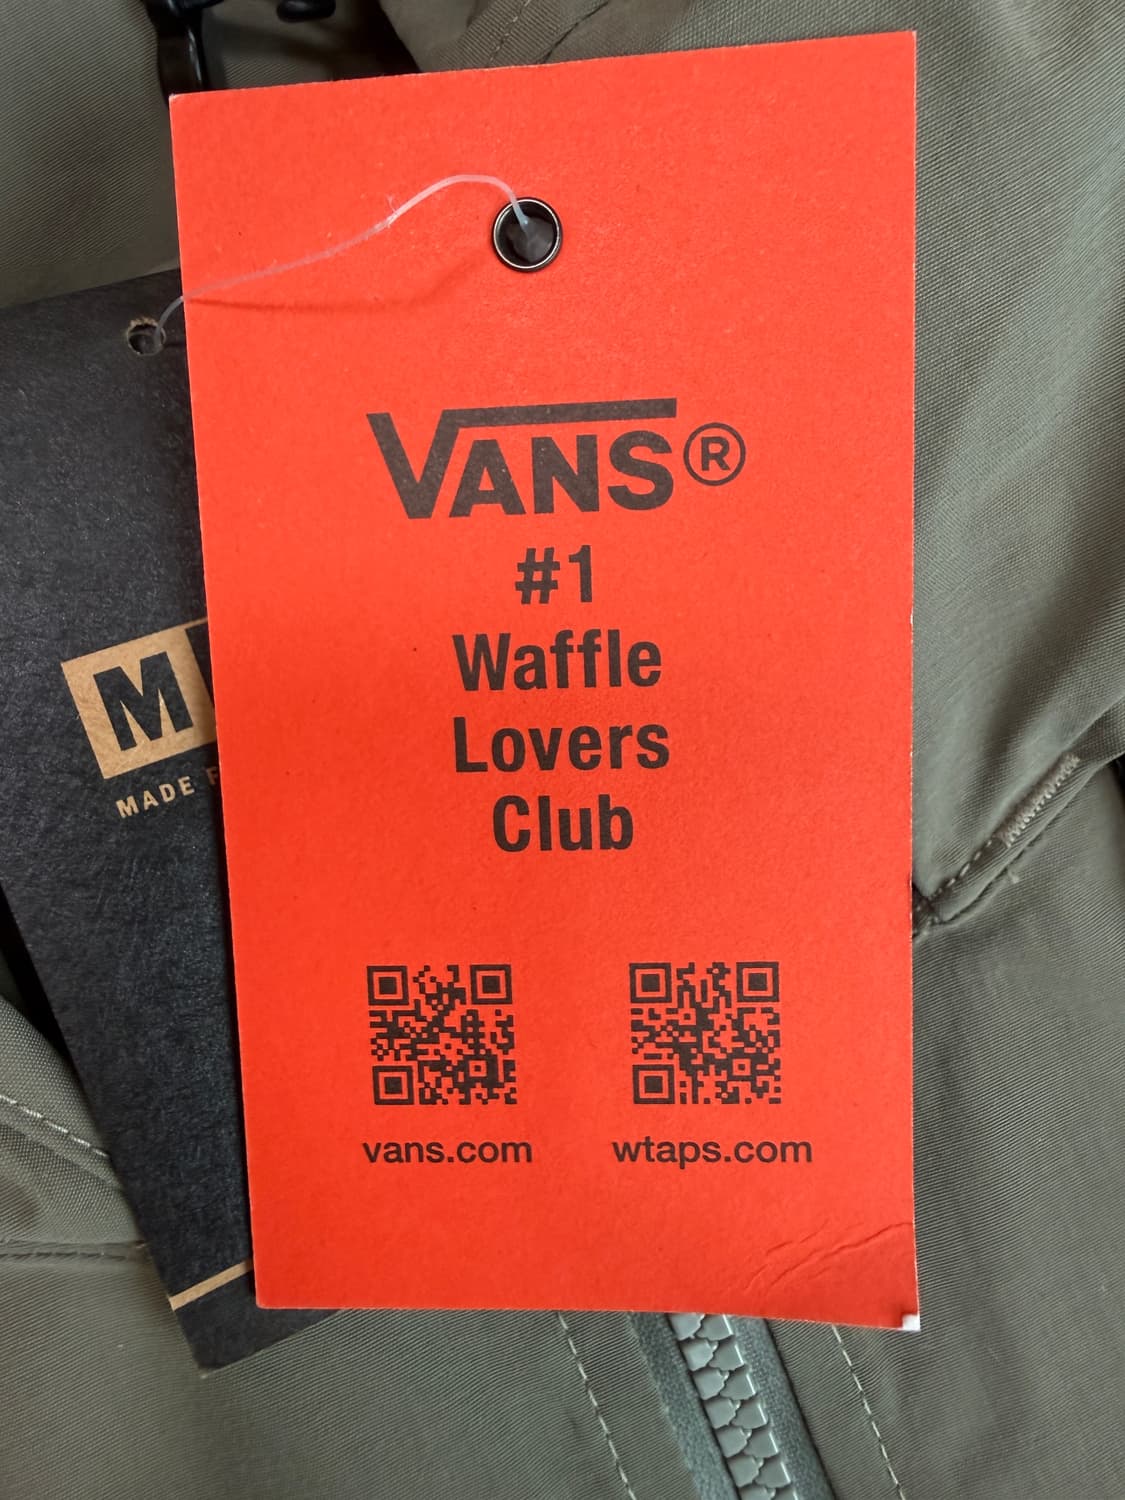 VANS®
#1
Waffle
Lovers
Club
vans.com wtaps.com
M
MADE